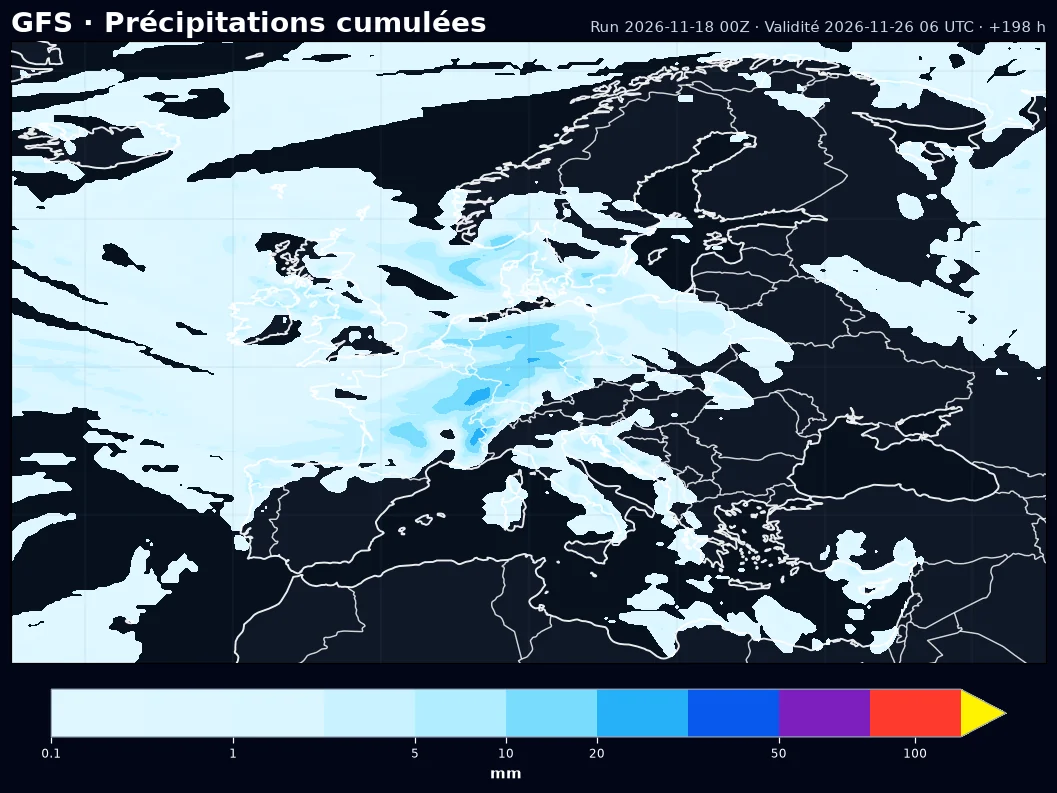 GFS · Précipitations cumulées
Run 2026-11-18 00Z · Validité 2026-11-26 06 UTC · +198 h
0.1 1 5 10 20 50 100
mm